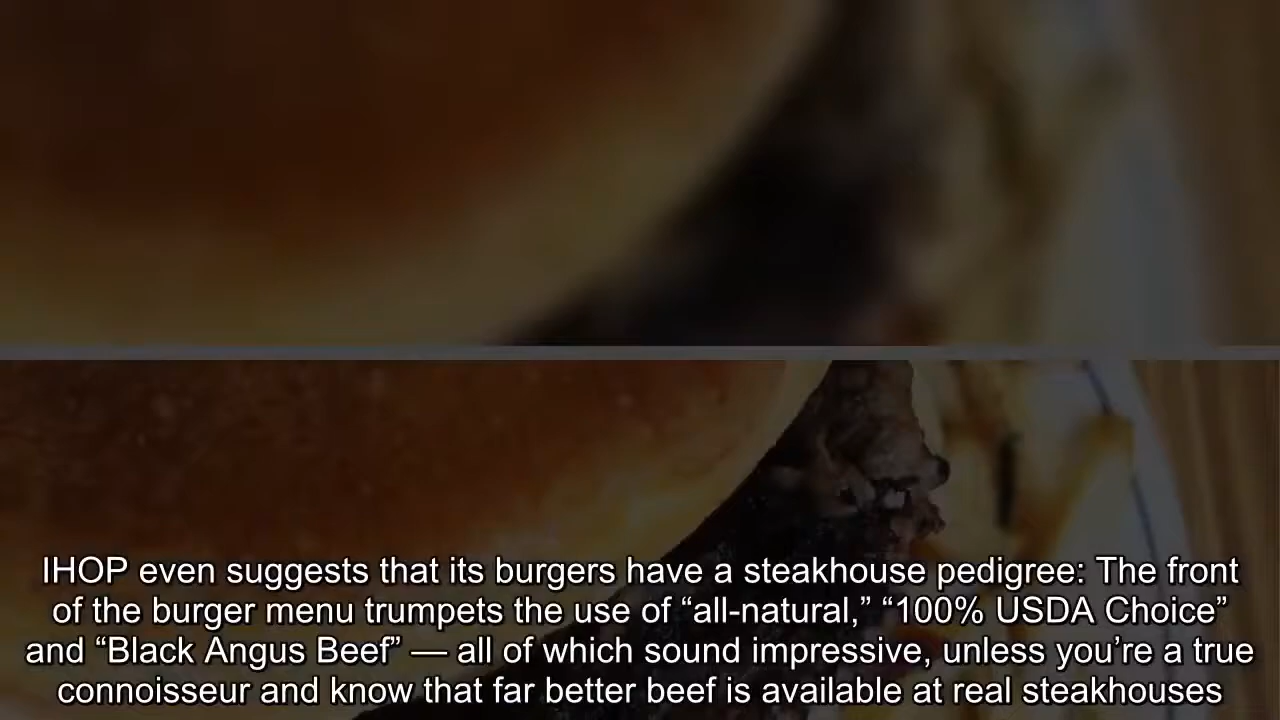 IHOP even suggests that its burgers have a steakhouse pedigree: The front
of the burger menu trumpets the use of “all-natural,” “100% USDA Choice”
and “Black Angus Beef” — all of which sound impressive, unless you’re a true
connoisseur and know that far better beef is available at real steakhouses